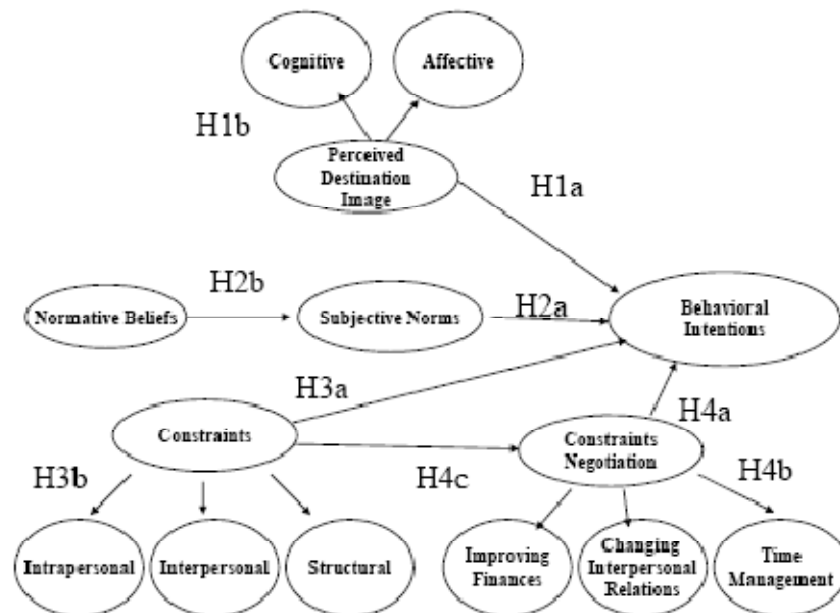 Cognitive
Affective
H1b
Perceived
Destination
Image
H1a
H2b
Normative Beliefs
Subjective Norms
H2a
Behavioral
Intentions
H3a
Constraints
H4a
Constraints
Negotiation
H3b
H4c
H4b
Intrapersonal
Interpersonal
Structural
Improving
Finances
Changing
Interpersonal
Relations
Time
Management